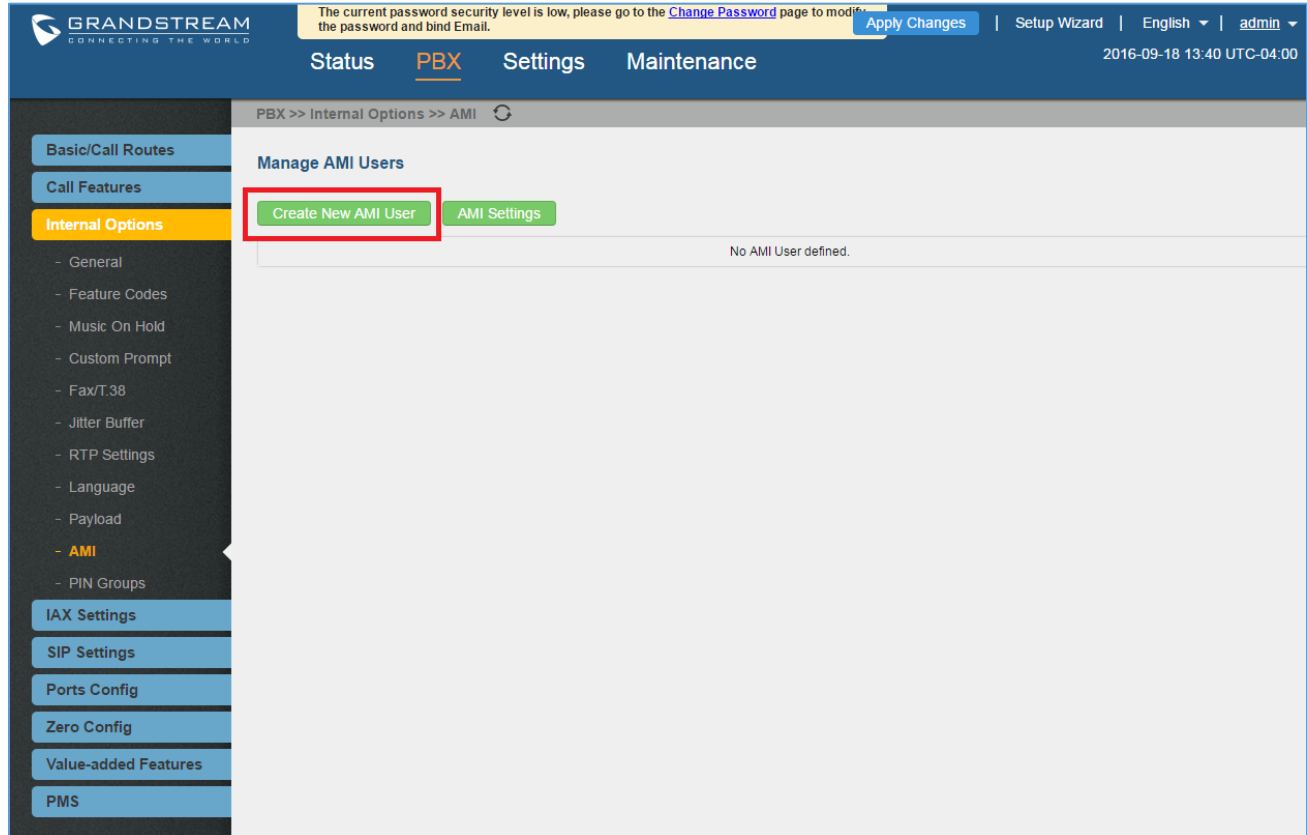 GRANDSTREAM
CONNECTING THE WORLD
The current password security level is low, please go to the Change Password page to modify
the password and bind Email.
Apply Changes | Setup Wizard | English | admin
Status PBX Settings Maintenance
2016-09-18 13:40 UTC-04:00
PBX >> Internal Options >> AMI
Basic/Call Routes
Call Features
Internal Options
- General
- Feature Codes
- Music On Hold
- Custom Prompt
- Fax/T.38
- Jitter Buffer
- RTP Settings
- Language
- Payload
- AMI
- PIN Groups
IAX Settings
SIP Settings
Ports Config
Zero Config
Value-added Features
PMS
Manage AMI Users
Create New AMI User AMI Settings
No AMI User defined.